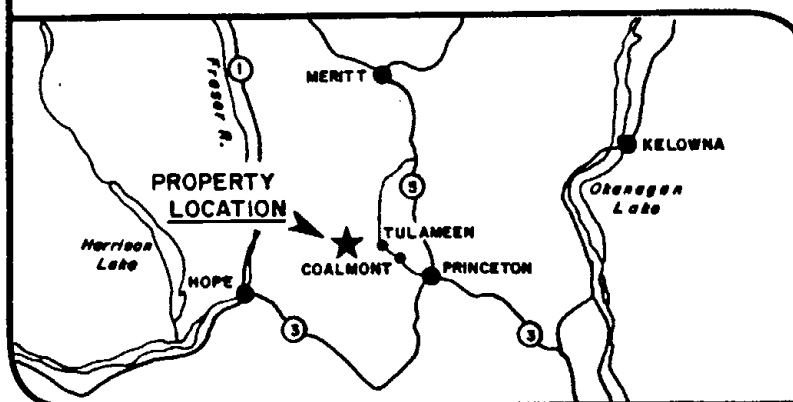 1
Fraser R.
MERITT
KELOWNA
PROPERTY
LOCATION
5
Okanagan
Lake
TULAMEEN
Harrison
Lake
COALMONT
PRINCETON
HOPE
3
3